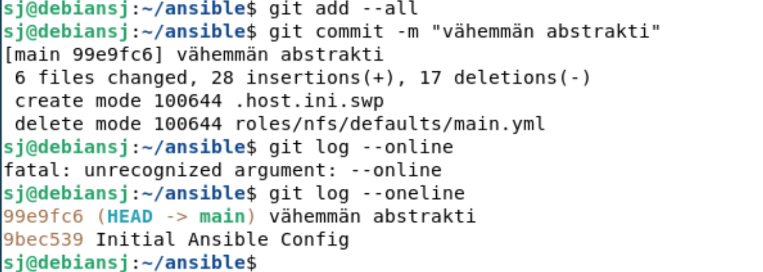 sj@debiansj:~/ansible$ git add --all
sj@debiansj:~/ansible$ git commit -m "vähemmän abstrakti"
[main 99e9fc6] vähemmän abstrakti
 6 files changed, 28 insertions(+), 17 deletions(-)
 create mode 100644 .host.ini.swp
 delete mode 100644 roles/nfs/defaults/main.yml
sj@debiansj:~/ansible$ git log --online
fatal: unrecognized argument: --online
sj@debiansj:~/ansible$ git log --oneline
99e9fc6 (HEAD -> main) vähemmän abstrakti
9bec539 Initial Ansible Config
sj@debiansj:~/ansible$